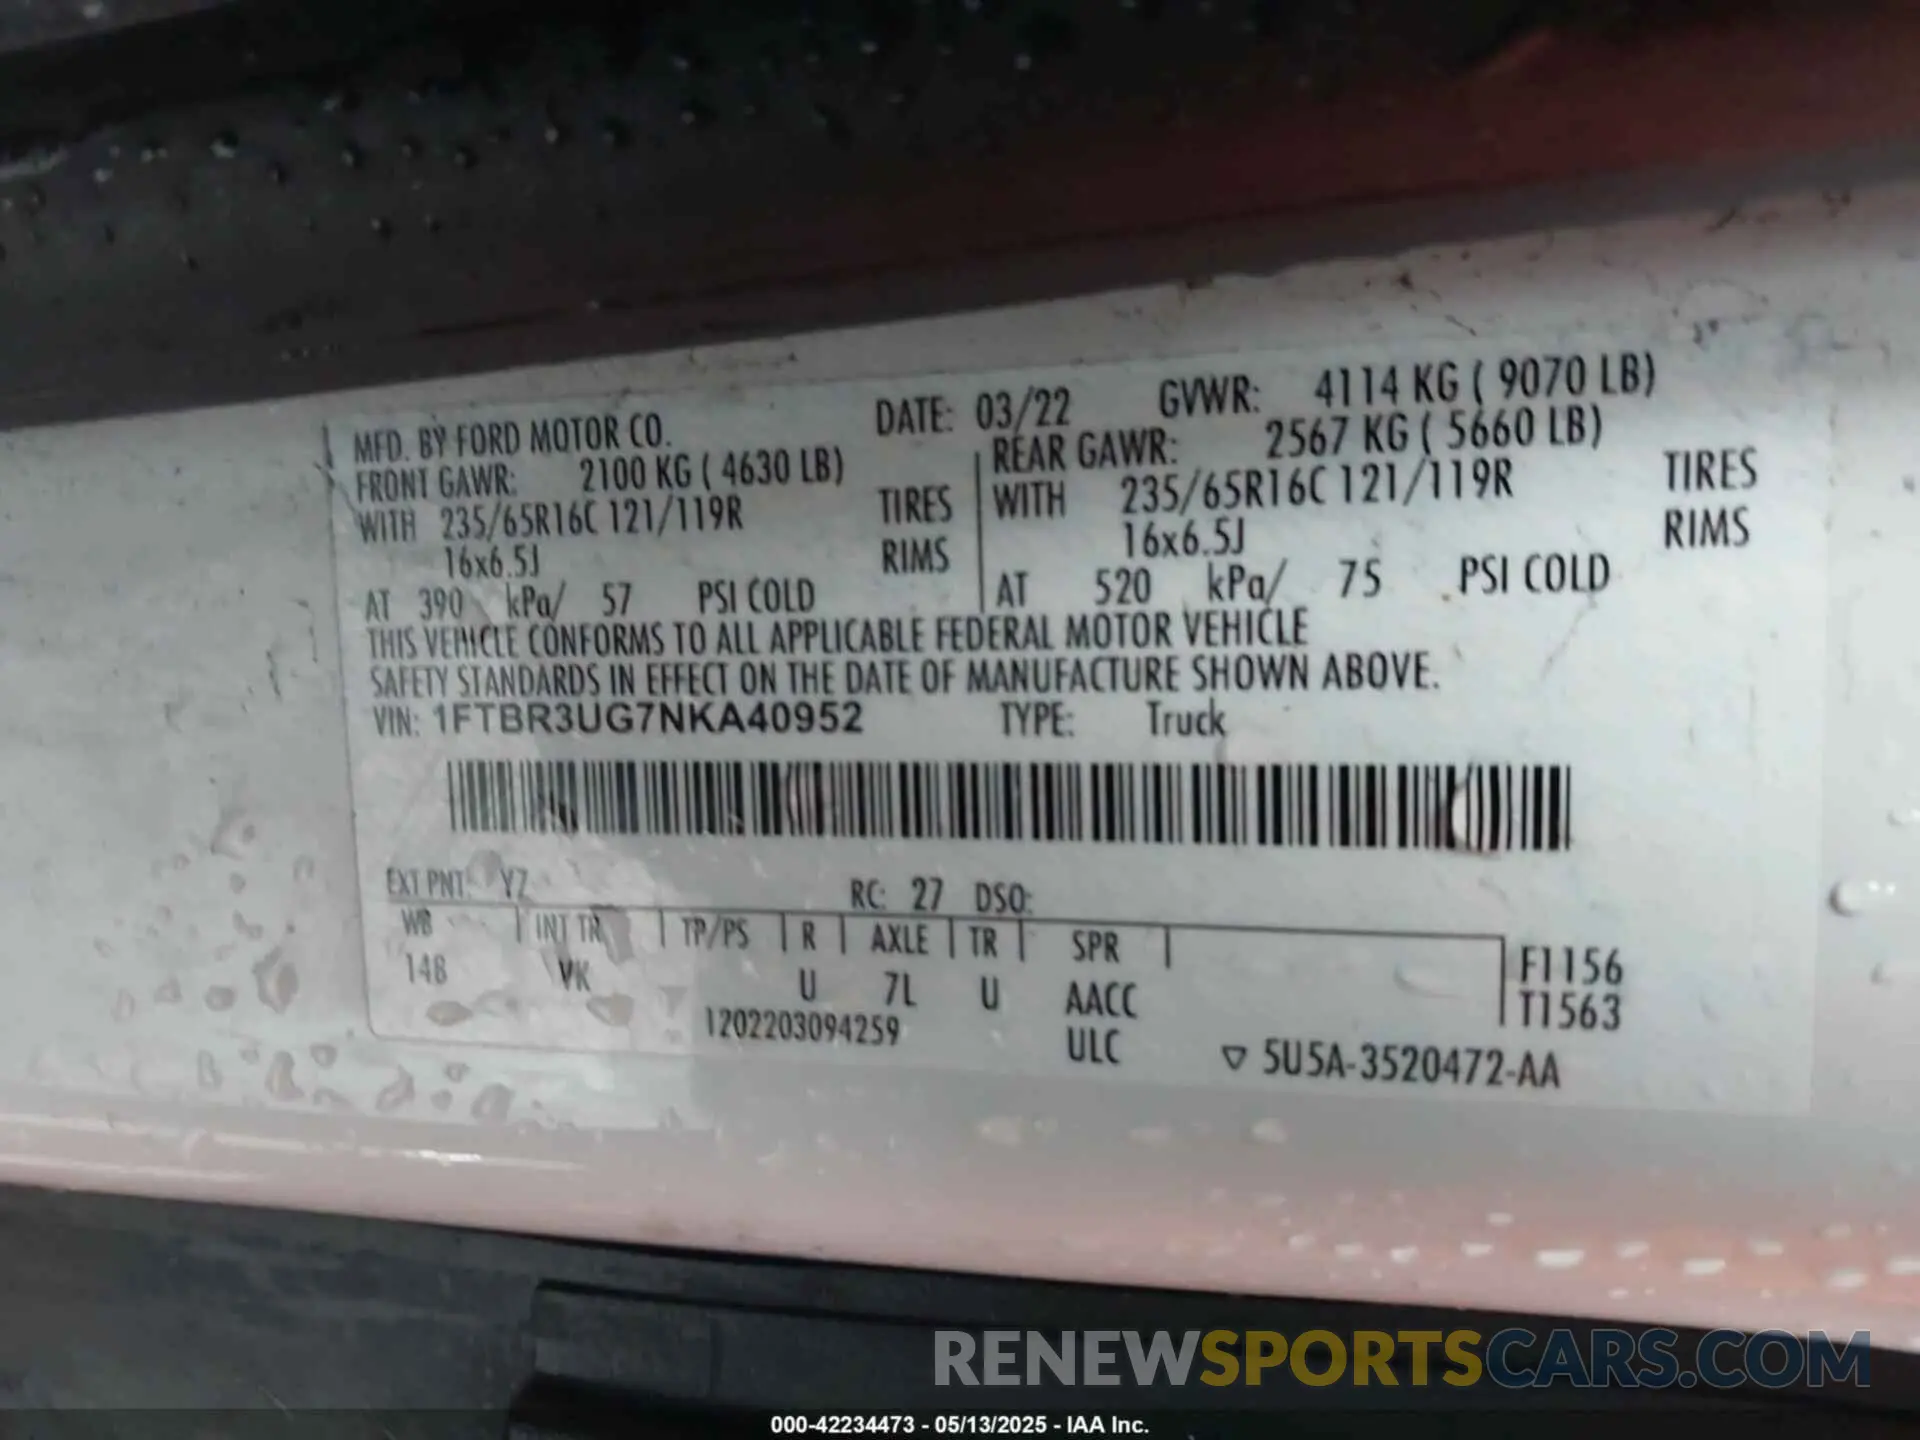 MFD. BY FORD MOTOR CO. DATE: 03/22 GVWR: 4114 KG ( 9070 LB)
FRONT GAWR: 2100 KG ( 4630 LB) REAR GAWR: 2567 KG ( 5660 LB)
WITH 235/65R16C 121/119R TIRES WITH 235/65R16C 121/119R TIRES
16x6.5J RIMS 16x6.5J RIMS
AT 390 kPa/ 57 PSI COLD AT 520 kPa/ 75 PSI COLD
THIS VEHICLE CONFORMS TO ALL APPLICABLE FEDERAL MOTOR VEHICLE
SAFETY STANDARDS IN EFFECT ON THE DATE OF MANUFACTURE SHOWN ABOVE.
VIN: 1FTBR3UG7NKA40952 TYPE: Truck
EXT PNT: YZ RC: 27 DSO:
WB INT TR TP/PS R AXLE TR SPR F1156
148 VK U 7L U AACC T1563
1202203094259 ULC ▽ 5U5A-3520472-AA
RENEWSPORTSCARS.COM
000-42234473 - 05/13/2025 - IAA Inc.